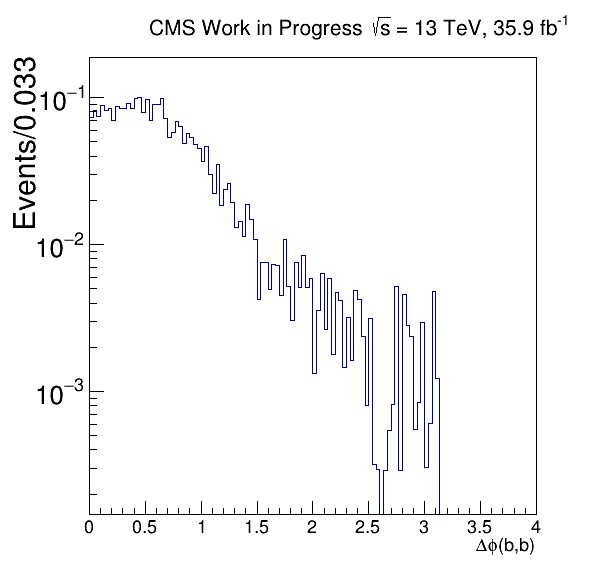 CMS Work in Progress √s = 13 TeV, 35.9 fb⁻¹
Events/0.033
10⁻¹
10⁻²
10⁻³
0 0.5 1 1.5 2 2.5 3 3.5 4
Δϕ(b,b)